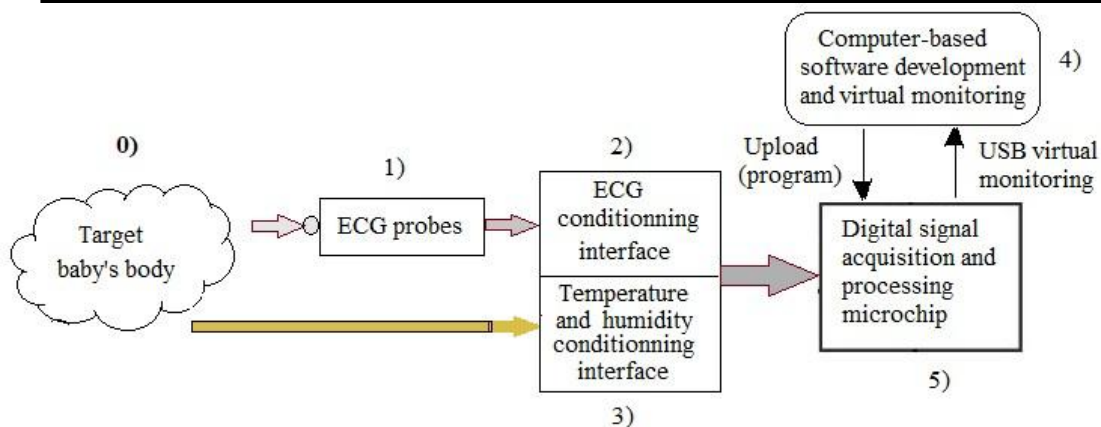 0)
Target
baby's body
1)
ECG probes
2)
ECG
conditionning
interface
Temperature
and humidity
conditionning
interface
3)
Computer-based
software development
and virtual monitoring
4)
Upload
(program)
USB virtual
monitoring
Digital signal
acquisition and
processing
microchip
5)